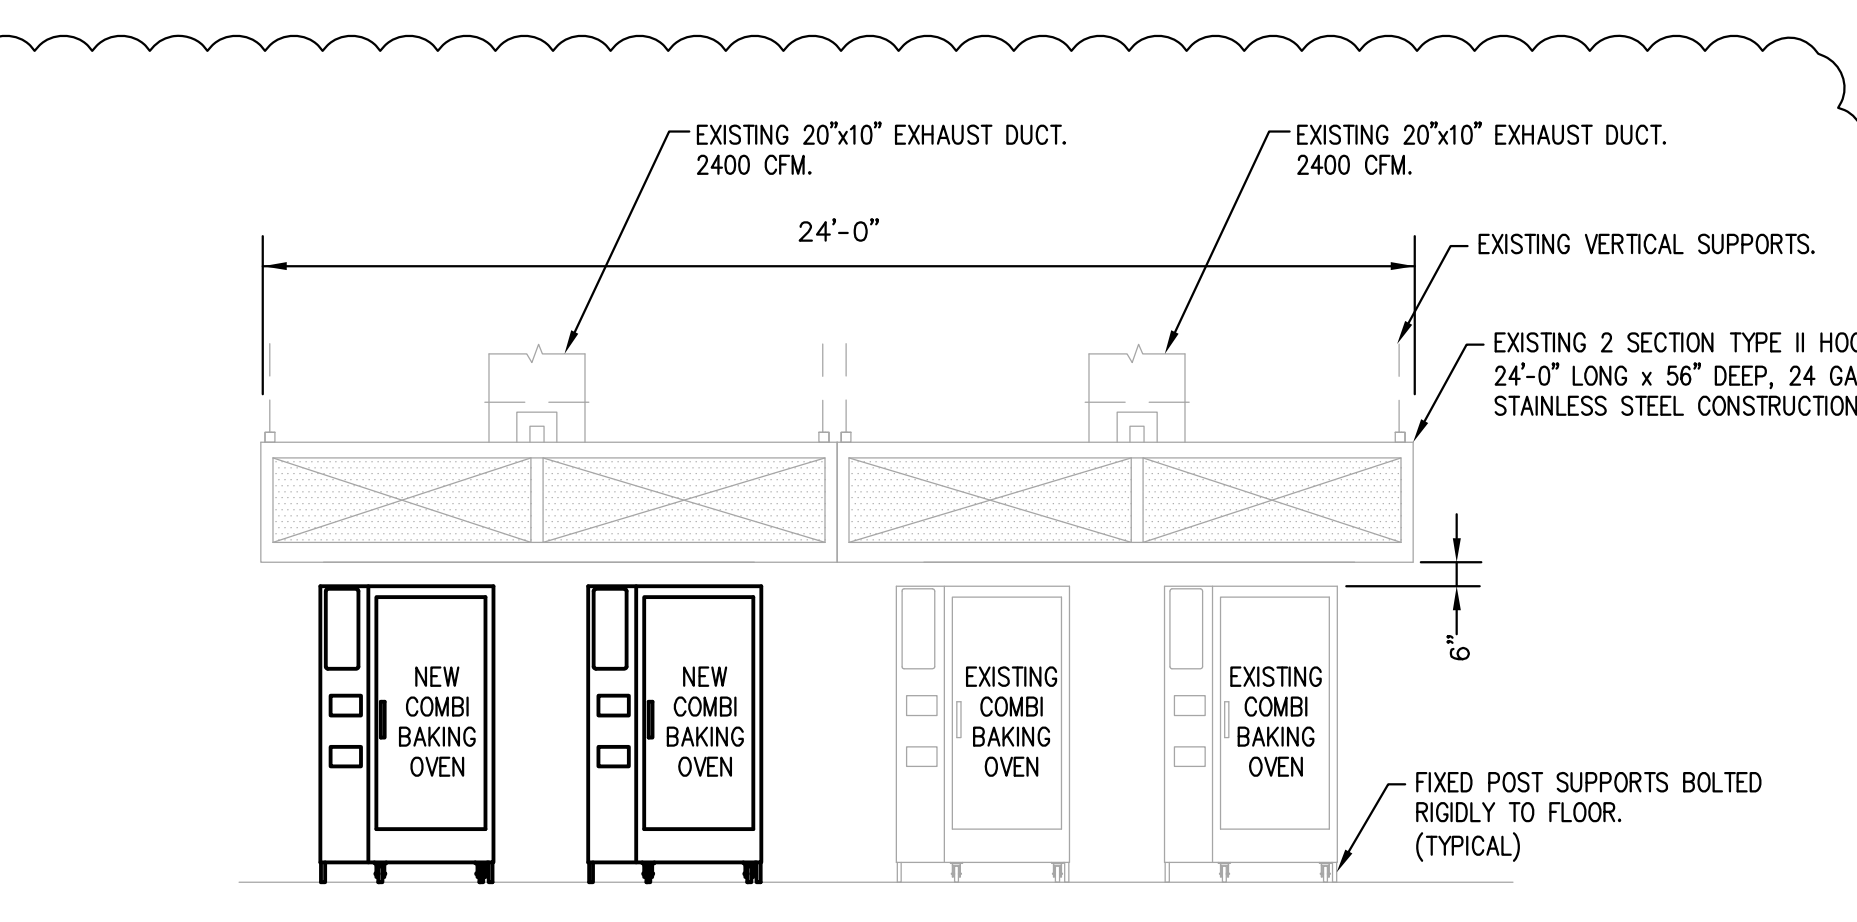 EXISTING 20"x10" EXHAUST DUCT.
2400 CFM.
EXISTING 20"x10" EXHAUST DUCT.
2400 CFM.
24'-0"
EXISTING VERTICAL SUPPORTS.
EXISTING 2 SECTION TYPE II
24'-0" LONG x 56" DEEP, 24
STAINLESS STEEL CONSTRUCTION
6"
NEW
COMBI
BAKING
OVEN
NEW
COMBI
BAKING
OVEN
EXISTING
COMBI
BAKING
OVEN
EXISTING
COMBI
BAKING
OVEN
FIXED POST SUPPORTS BOLTED
RIGIDLY TO FLOOR.
(TYPICAL)